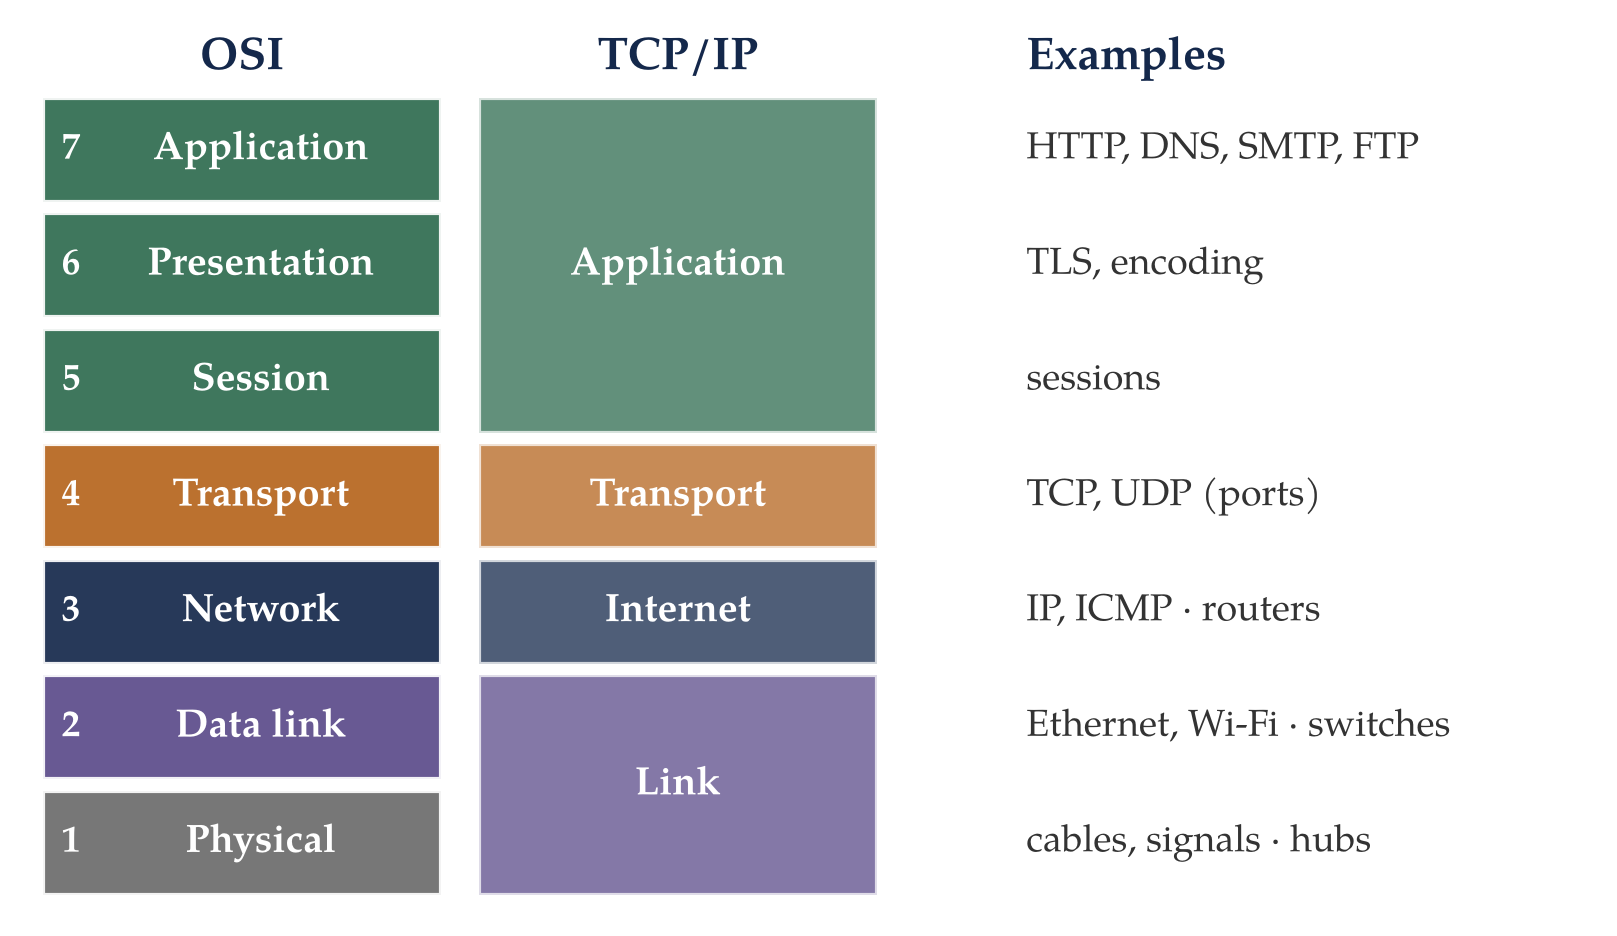 OSI TCP/IP Examples
7 Application HTTP, DNS, SMTP, FTP
6 Presentation Application TLS, encoding
5 Session sessions
4 Transport Transport TCP, UDP (ports)
3 Network Internet IP, ICMP · routers
2 Data link Ethernet, Wi-Fi · switches
Link
1 Physical cables, signals · hubs